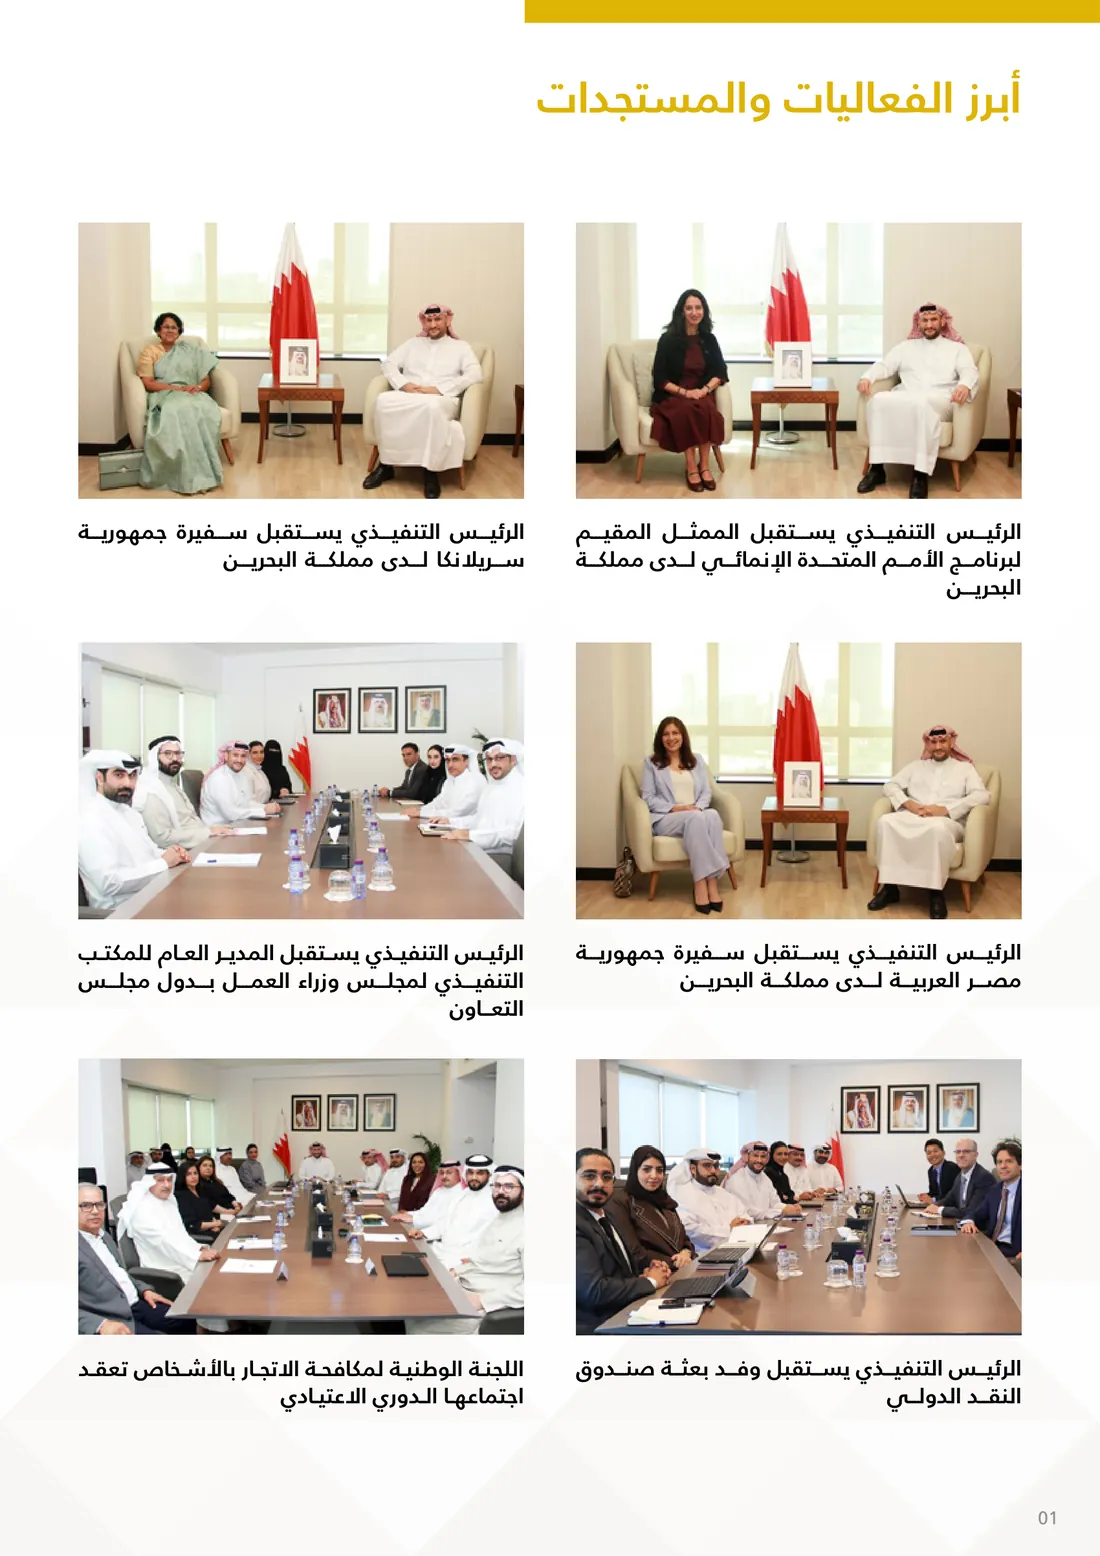 أبرز الفعاليات والمستجدات
الرئيس التنفيذي يستقبل الممثل المقيم
لبرنامج الأمم المتحدة الإنمائي لدى مملكة
البحرين
الرئيس التنفيذي يستقبل سفيرة جمهورية
سريلانكا لدى مملكة البحرين
الرئيس التنفيذي يستقبل سفيرة جمهورية
مصر العربية لدى مملكة البحرين
الرئيس التنفيذي يستقبل المدير العام للمكتب
التنفيذي لمجلس وزراء العمل بدول مجلس
التعاون
الرئيس التنفيذي يستقبل وفد بعثة صندوق
النقد الدولي
اللجنة الوطنية لمكافحة الاتجار بالأشخاص تعقد
اجتماعها الدوري الاعتيادي
01